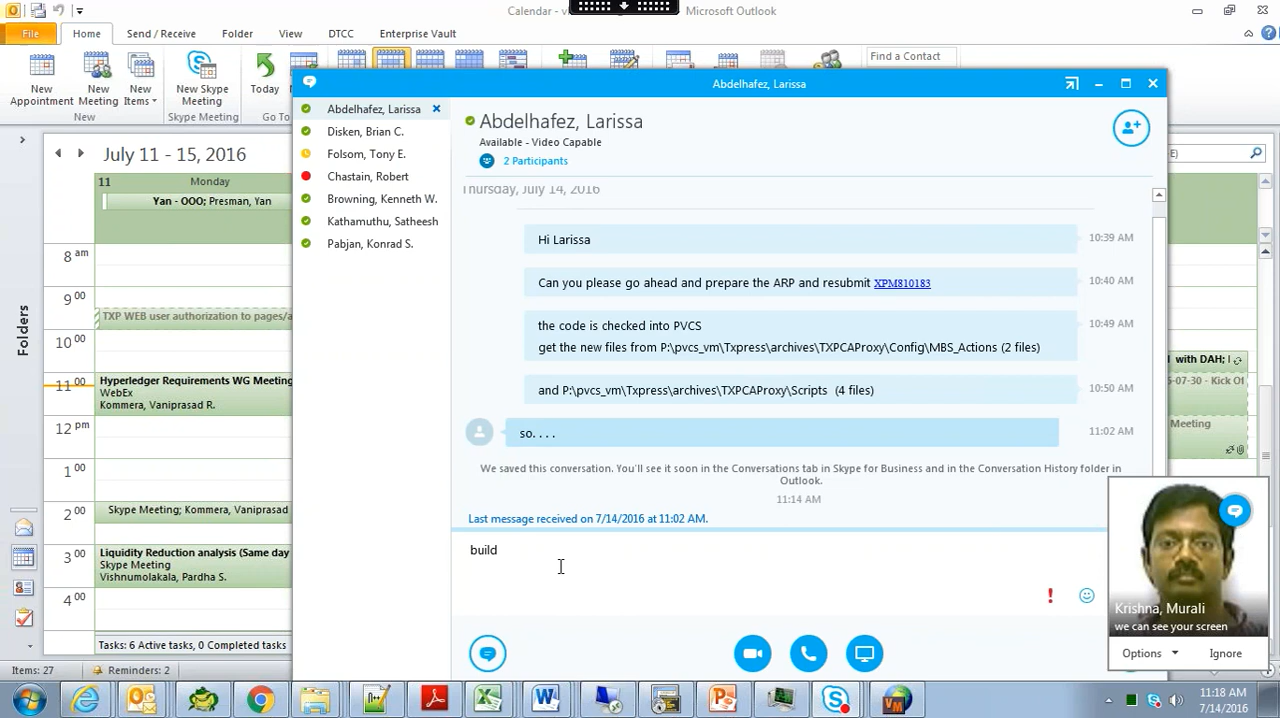 Calendar - v
Microsoft Outlook
File
Home
Send / Receive
Folder
View
DTCC
Enterprise Vault
New
Appointment
New
Meeting
New
Items
New Skype
Meeting
Today
Find a Contact
New
Skype Meeting
Go To
July 11 - 15, 2016
11
Monday
Yan - OOO; Presman, Yan
8 am
9 00
TXP WEB user authorization to pages/a
10 00
11 00
Hyperledger Requirements WG Meeting
WebEx
Kommera, Vaniprasad R.
12 pm
1 00
2 00
Skype Meeting; Kommera, Vaniprasad
3 00
Liquidity Reduction analysis (Same day
Skype Meeting
Vishnumolakala, Pardha S.
4 00
Tasks: 6 Active tasks, 0 Completed tasks
Folders
Items: 27
Reminders: 2
Abdelhafez, Larissa
Abdelhafez, Larissa
Disken, Brian C.
Folsom, Tony E.
Chastain, Robert
Browning, Kenneth W.
Kathamuthu, Satheesh
Pabjan, Konrad S.
Abdelhafez, Larissa
Available - Video Capable
2 Participants
Thursday, July 14, 2016
Hi Larissa
10:39 AM
Can you please go ahead and prepare the ARP and resubmit XPM810183
10:40 AM
the code is checked into PVCS
10:49 AM
get the new files from P:\pvcs_vm\Txpress\archives\TXPCAProxy\Config\MBS_Actions (2 files)
and P:\pvcs_vm\Txpress\archives\TXPCAProxy\Scripts (4 files)
10:50 AM
so. . . .
11:02 AM
We saved this conversation. You'll see it soon in the Conversations tab in Skype for Business and in the Conversation History folder in
Outlook.
11:14 AM
Last message received on 7/14/2016 at 11:02 AM.
build
with DAH;
-07-30 - Kick Of
Meeting
Krishna, Murali
we can see your screen
Options
Ignore
11:18 AM
7/14/2016